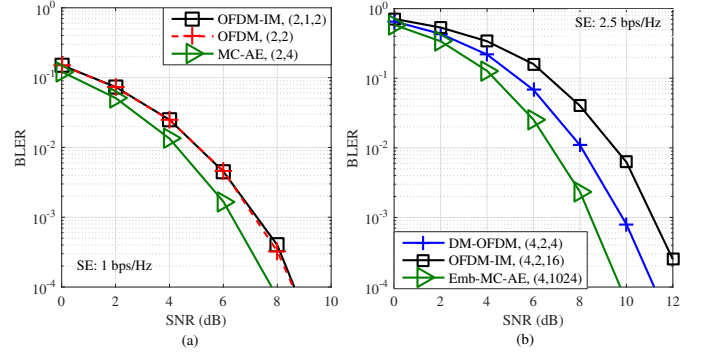 OFDM-IM, (2,1,2)
OFDM, (2,2)
MC-AE, (2,4)
10^0
10^-1
10^-2
10^-3
10^-4
BLER
SE: 1 bps/Hz
0 2 4 6 8 10
SNR (dB)
(a)
SE: 2.5 bps/Hz
10^0
10^-1
10^-2
10^-3
10^-4
BLER
DM-OFDM, (4,2,4)
OFDM-IM, (4,2,16)
Emb-MC-AE, (4,1024)
0 2 4 6 8 10 12
SNR (dB)
(b)